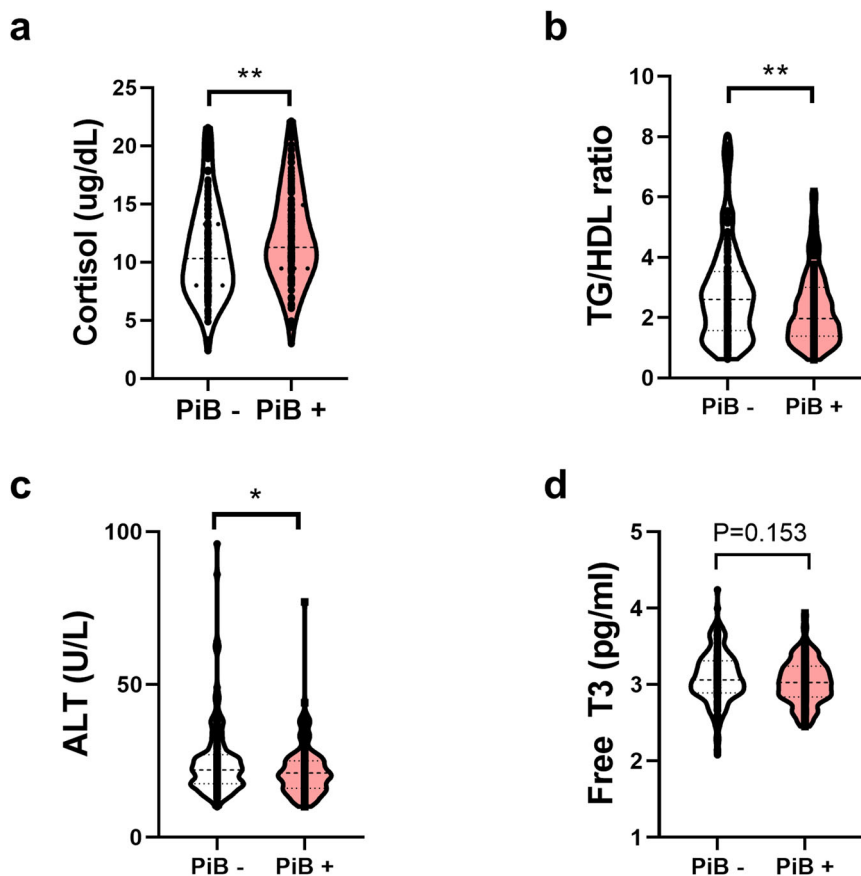 a
**
Cortisol (ug/dL)
25
20
15
10
5
0
PiB - PiB +
b
**
TG/HDL ratio
10
8
6
4
2
0
PiB - PiB +
c
*
ALT (U/L)
100
50
0
PiB - PiB +
d
P=0.153
Free T3 (pg/ml)
5
4
3
2
1
PiB - PiB +